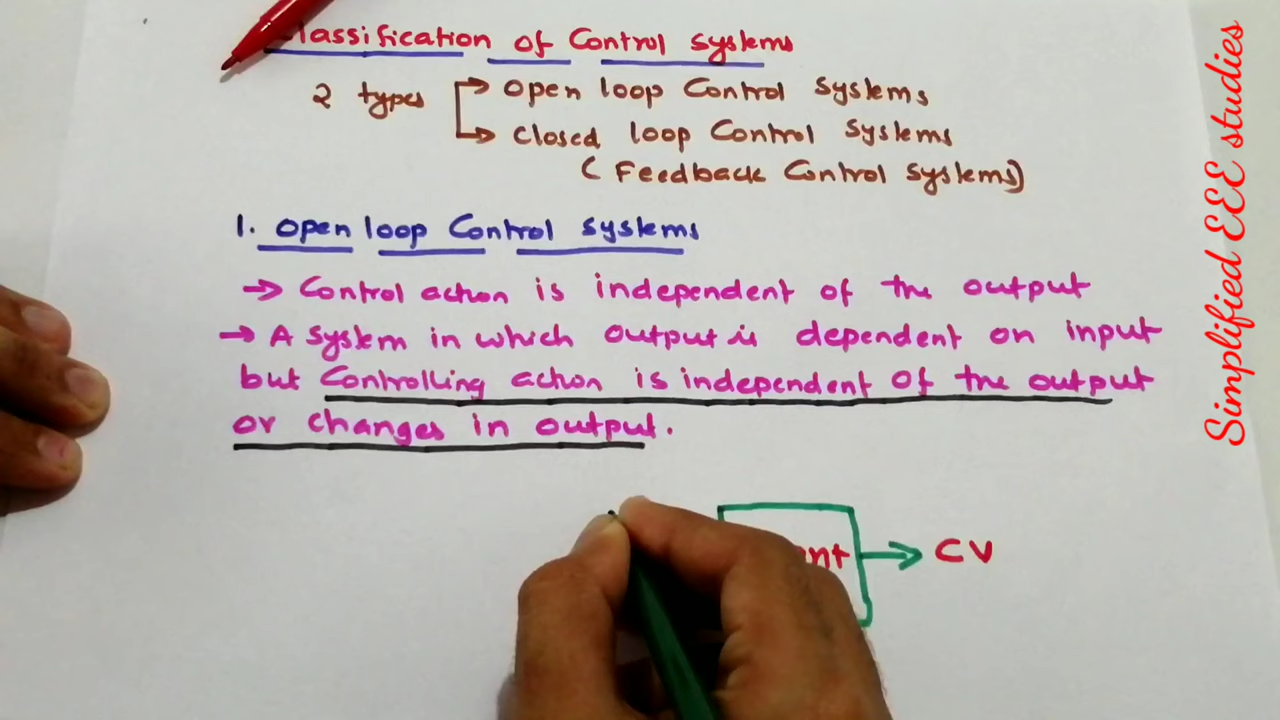 Classification of Control systems
2 types
Open loop Control systems
Closed loop Control systems
(Feedback Control systems)
1. Open loop Control systems
→ Control action is independent of the output
→ A system in which output is dependent on input
but Controlling action is independent of the output
or changes in output.
CV
Simplified EEE studies